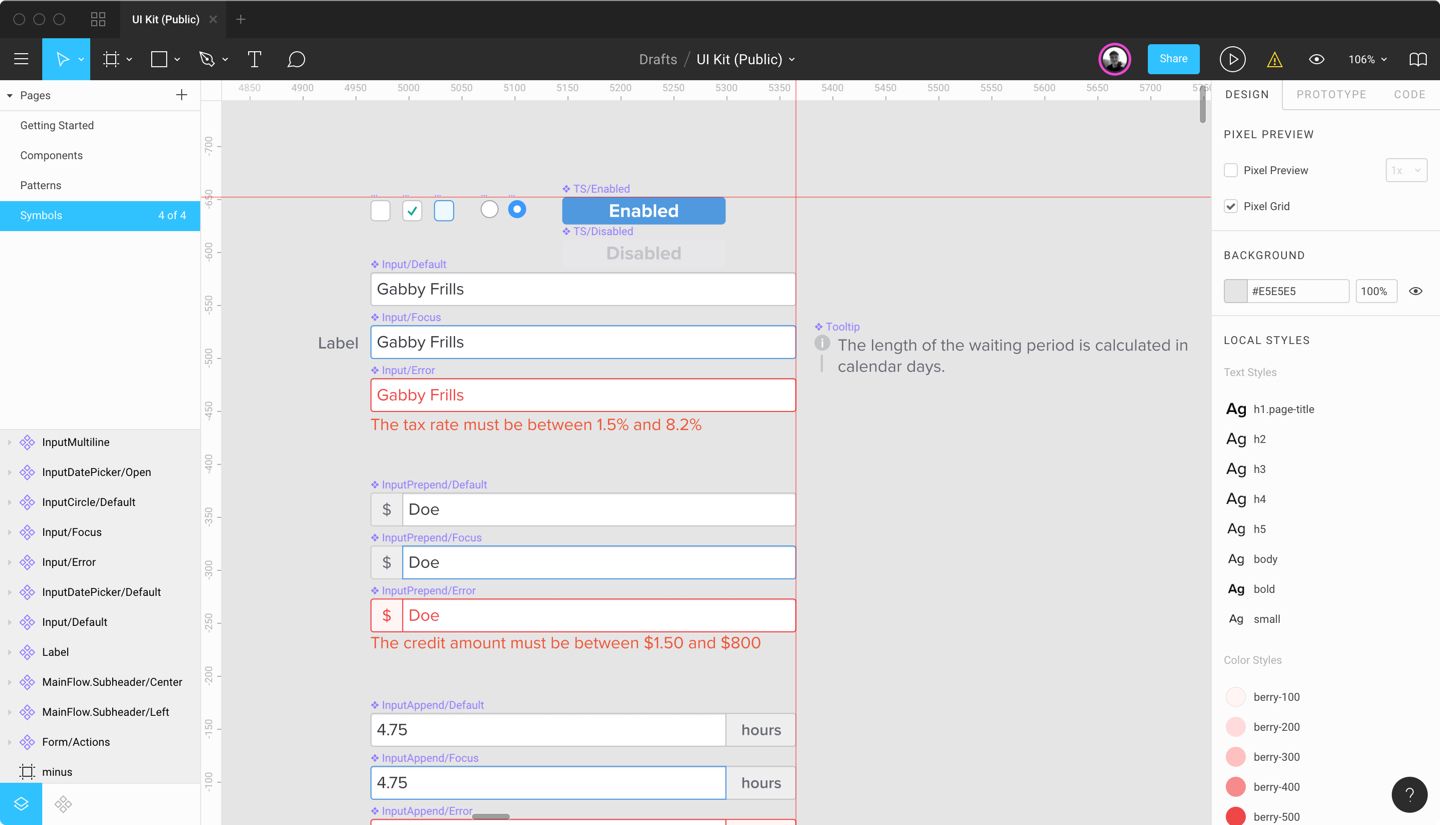 UI Kit (Public)
Drafts / UI Kit (Public)
Share
106%
Pages
Getting Started
Components
Patterns
Symbols 4 of 4
InputMultiline
InputDatePicker/Open
InputCircle/Default
Input/Focus
Input/Error
InputDatePicker/Default
Input/Default
Label
MainFlow.Subheader/Center
MainFlow.Subheader/Left
Form/Actions
minus
4850 4900 4950 5000 5050 5100 5150 5200 5250 5300 5350 5400 5450 5500 5550 5600 5650 5700
-700
-650
-600
-550
-500
-450
-400
-350
-300
-250
-200
-150
-100
TS/Enabled
Enabled
TS/Disabled
Disabled
Input/Default
Gabby Frills
Input/Focus
Label
Gabby Frills
Input/Error
Gabby Frills
The tax rate must be between 1.5% and 8.2%
Tooltip
The length of the waiting period is calculated in
calendar days.
InputPrepend/Default
$ Doe
InputPrepend/Focus
$ Doe
InputPrepend/Error
$ Doe
The credit amount must be between $1.50 and $800
InputAppend/Default
4.75 hours
InputAppend/Focus
4.75 hours
InputAppend/Error
DESIGN PROTOTYPE CODE
PIXEL PREVIEW
Pixel Preview 1x
Pixel Grid
BACKGROUND
#E5E5E5 100%
LOCAL STYLES
Text Styles
Ag h1.page-title
Ag h2
Ag h3
Ag h4
Ag h5
Ag body
Ag bold
Ag small
Color Styles
berry-100
berry-200
berry-300
berry-400
berry-500
?